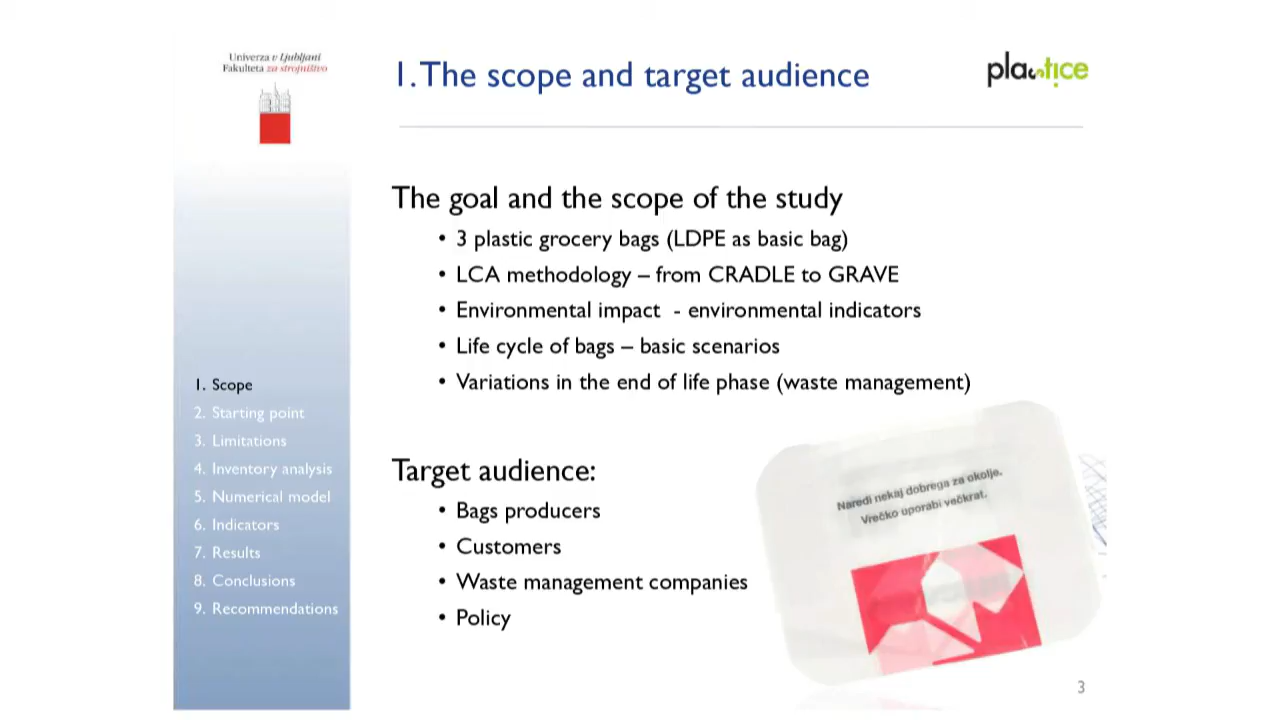 Univerza v Ljubljani
Fakulteta za strojništvo
1. The scope and target audience
plastice
The goal and the scope of the study
• 3 plastic grocery bags (LDPE as basic bag)
• LCA methodology – from CRADLE to GRAVE
• Environmental impact - environmental indicators
• Life cycle of bags – basic scenarios
• Variations in the end of life phase (waste management)
1. Scope
2. Starting point
3. Limitations
4. Inventory analysis
5. Numerical model
6. Indicators
7. Results
8. Conclusions
9. Recommendations
Target audience:
• Bags producers
• Customers
• Waste management companies
• Policy
Naredi nekaj dobrega za okolje.
Vrečko uporabi večkrat.
3